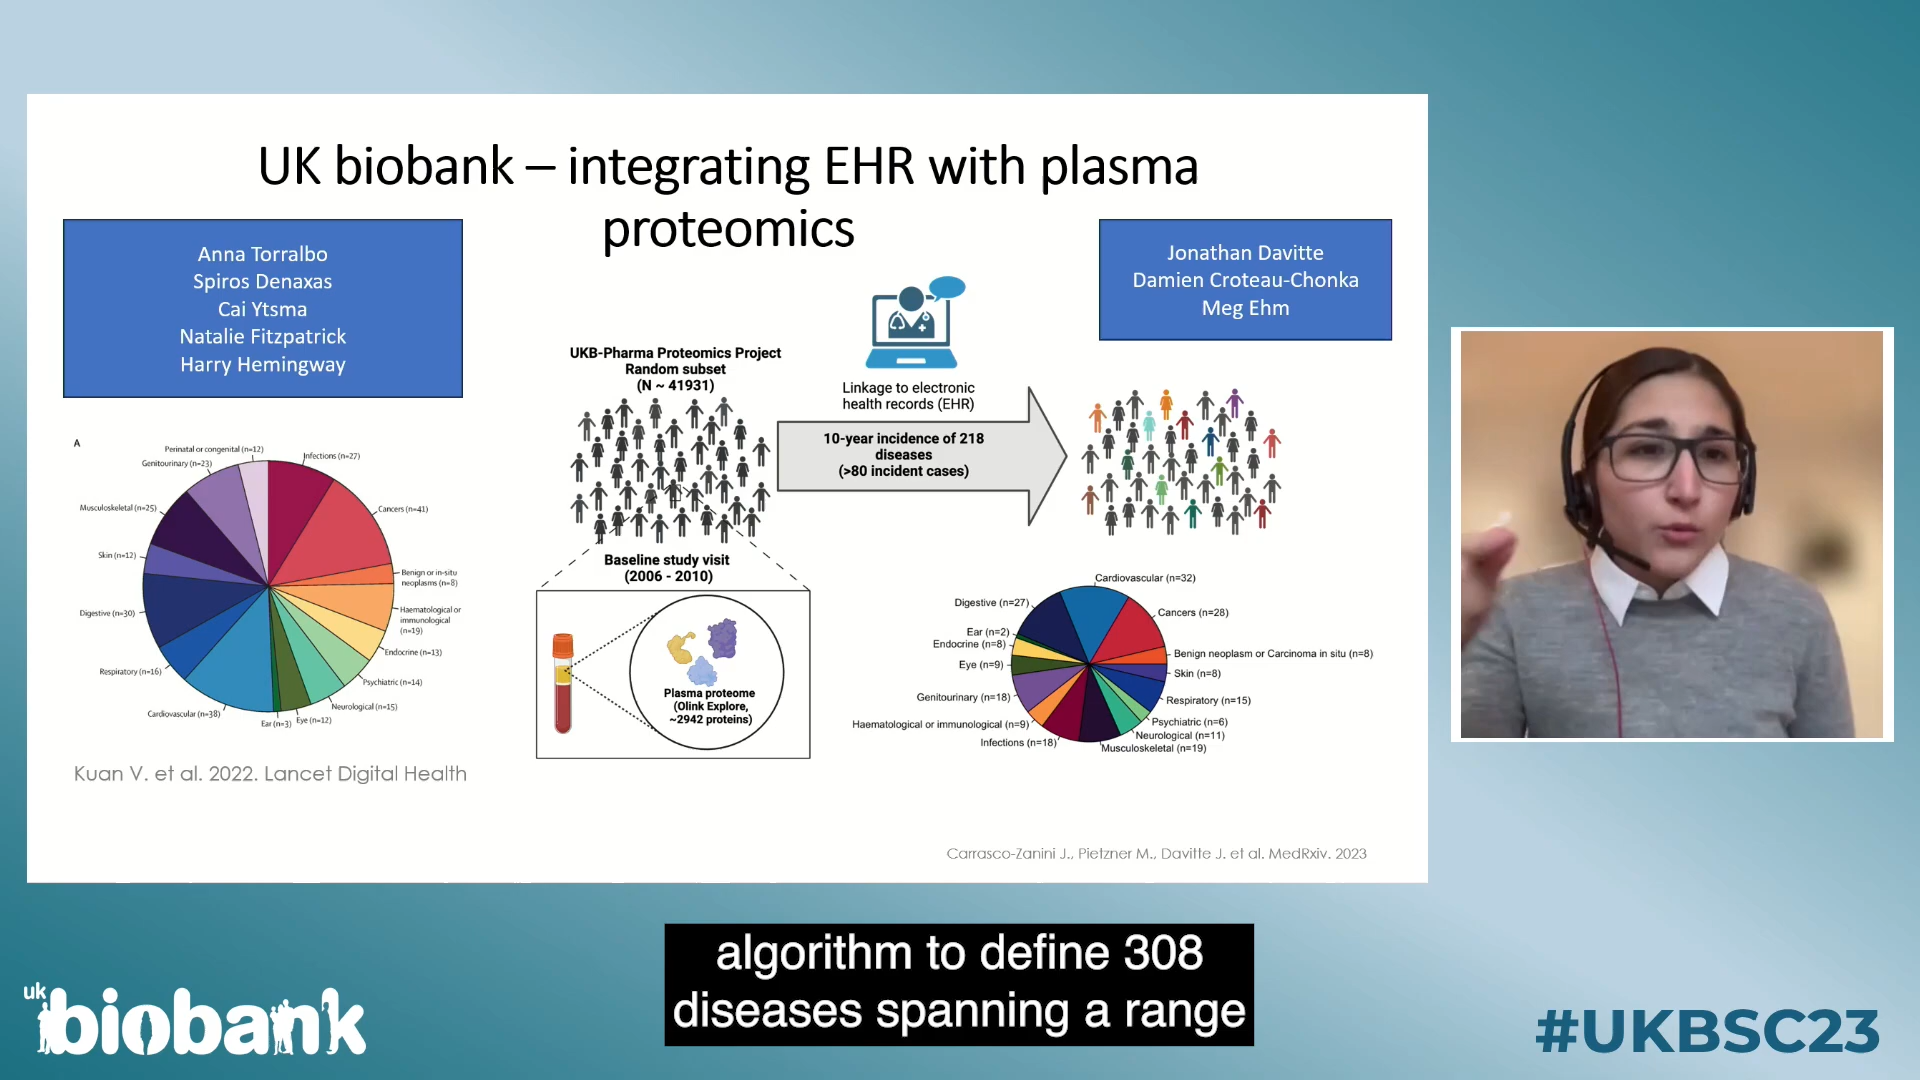 UK biobank – integrating EHR with plasma
proteomics
Anna Torralbo
Spiros Denaxas
Cai Ytsma
Natalie Fitzpatrick
Harry Hemingway
Jonathan Davitte
Damien Croteau-Chonka
Meg Ehm
A
Perinatal or congenital (n=12)
Genitourinary (n=23)
Infections (n=27)
Musculoskeletal (n=25)
Cancers (n=41)
Skin (n=12)
Benign or in-situ
neoplasms (n=8)
Digestive (n=30)
Haematological or
immunological
(n=19)
Endocrine (n=13)
Respiratory (n=16)
Psychiatric (n=14)
Neurological (n=15)
Cardiovascular (n=38)
Ear (n=3)
Eye (n=12)
Kuan V. et al. 2022. Lancet Digital Health
UKB-Pharma Proteomics Project
Random subset
(N ~ 41931)
Linkage to electronic
health records (EHR)
10-year incidence of 218
diseases
(>80 incident cases)
Baseline study visit
(2006 - 2010)
Plasma proteome
(Olink Explore,
~2942 proteins)
Cardiovascular (n=32)
Digestive (n=27)
Cancers (n=28)
Ear (n=2)
Endocrine (n=8)
Benign neoplasm or Carcinoma in situ (n=8)
Eye (n=9)
Skin (n=8)
Genitourinary (n=18)
Respiratory (n=15)
Haematological or immunological (n=9)
Psychiatric (n=6)
Neurological (n=11)
Infections (n=18)
Musculoskeletal (n=19)
Carrasco-Zanini J., Pietzner M., Davitte J. et al. MedRxiv. 2023
algorithm to define 308
diseases spanning a range
uk
biobank
#UKBSC23